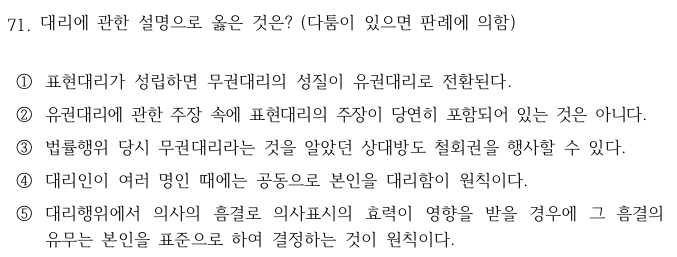 71. 대리에 관한 설명으로 옳은 것은? (다툼이 있으면 판례에 의함)
① 표현대리가 성립하면 무권대리의 성질이 유권대리로 전환된다.
② 유권대리에 관한 주장 속에 표현대리의 주장이 당연히 포함되어 있는 것은 아니다.
③ 법률행위 당시 무권대리라는 것을 알았던 상대방도 철회권을 행사할 수 있다.
④ 대리인이 여러 명인 때에는 공동으로 본인을 대리함이 원칙이다.
⑤ 대리행위에서 의사의 흠결로 의사표시의 효력이 영향을 받을 경우에 그 흠결의
유무는 본인을 표준으로 하여 결정하는 것이 원칙이다.